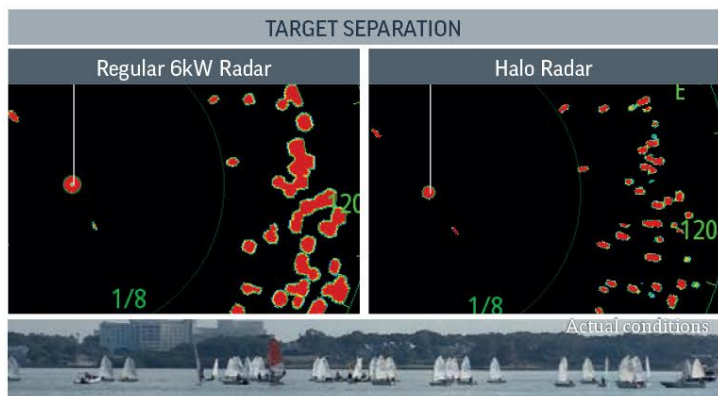 TARGET SEPARATION
Regular 6kW Radar
Halo Radar
E
120
120
1/8
1/8
Actual conditions